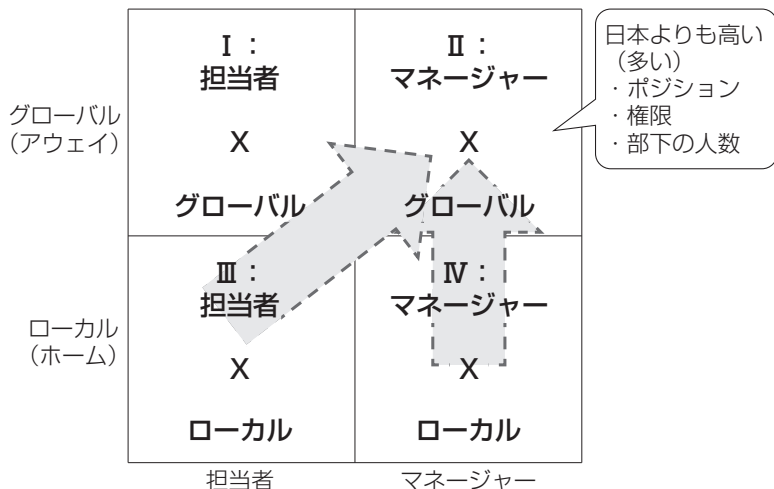 Ⅰ：
担当者
X
グローバル
Ⅱ：
マネージャー
X
グローバル
日本よりも高い
（多い）
・ポジション
・権限
・部下の人数
グローバル
（アウェイ）
Ⅲ：
担当者
X
ローカル
Ⅳ：
マネージャー
X
ローカル
ローカル
（ホーム）
担当者
マネージャー